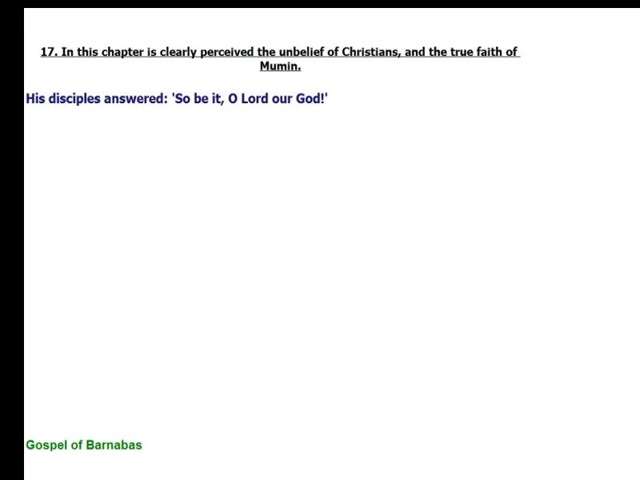 17. In this chapter is clearly perceived the unbelief of Christians, and the true faith of
Mumin.
His disciples answered: 'So be it, O Lord our God!'
Gospel of Barnabas